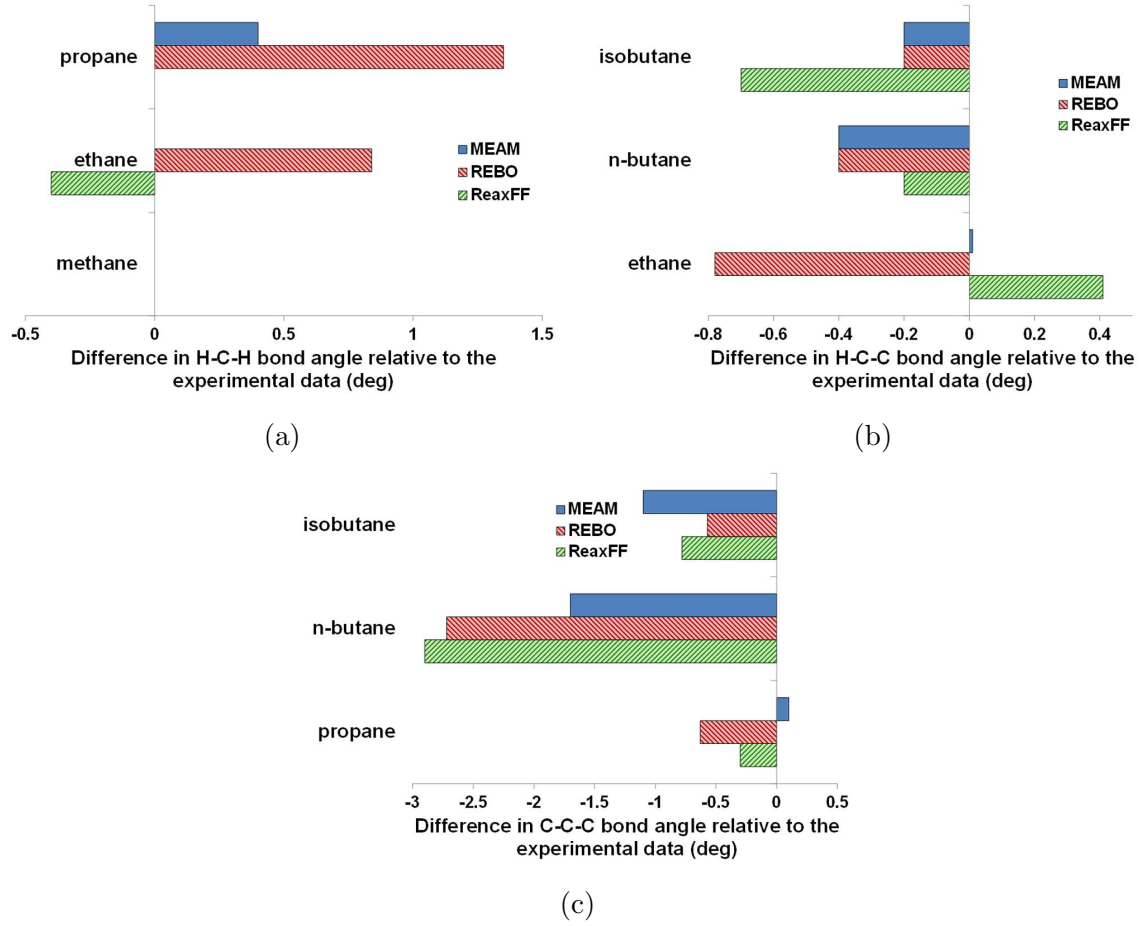 propane
ethane
methane
MEAM
REBO
ReaxFF
-0.5 0 0.5 1 1.5
Difference in H-C-H bond angle relative to the
experimental data (deg)
(a)
isobutane
n-butane
ethane
MEAM
REBO
ReaxFF
-0.8 -0.6 -0.4 -0.2 0 0.2 0.4
Difference in H-C-C bond angle relative to the
experimental data (deg)
(b)
isobutane
n-butane
propane
MEAM
REBO
ReaxFF
-3 -2.5 -2 -1.5 -1 -0.5 0 0.5
Difference in C-C-C bond angle relative to the
experimental data (deg)
(c)